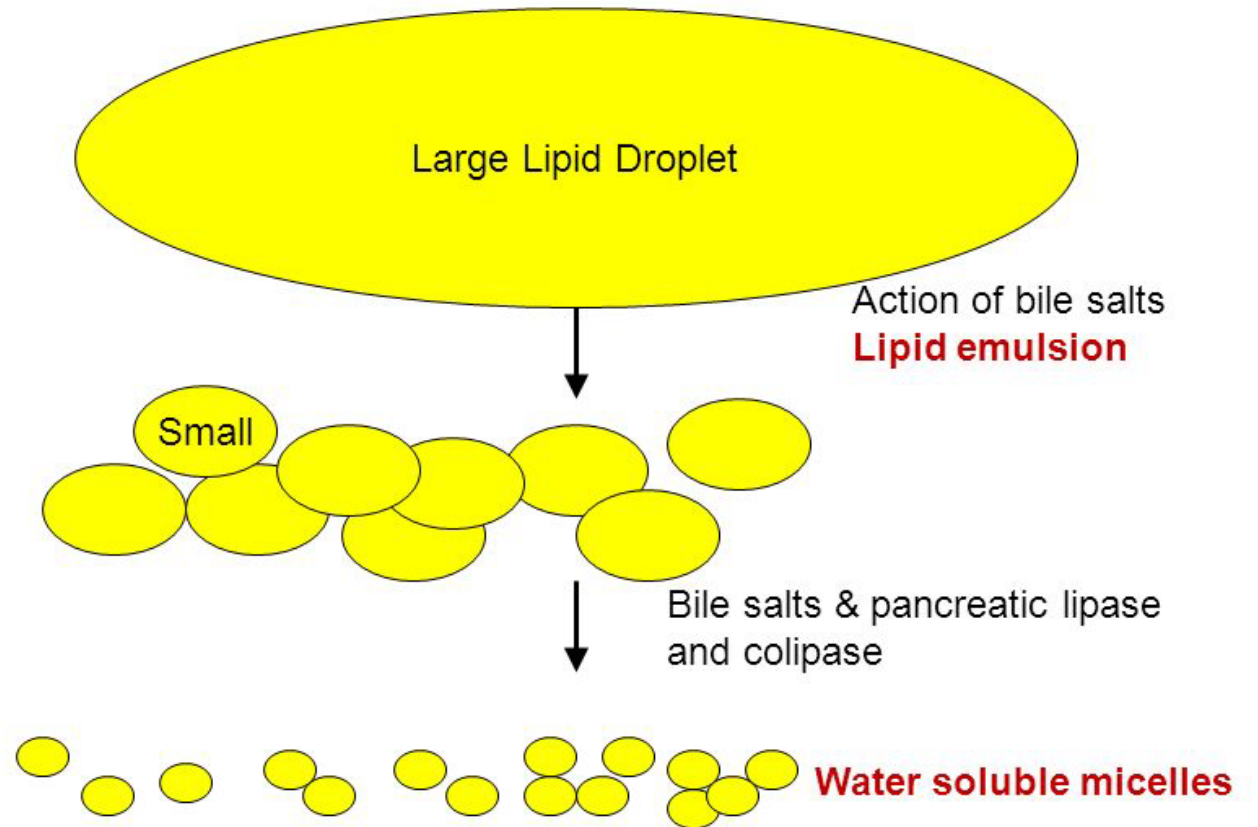 Large Lipid Droplet
Action of bile salts
Lipid emulsion
Small
Bile salts & pancreatic lipase
and colipase
Water soluble micelles